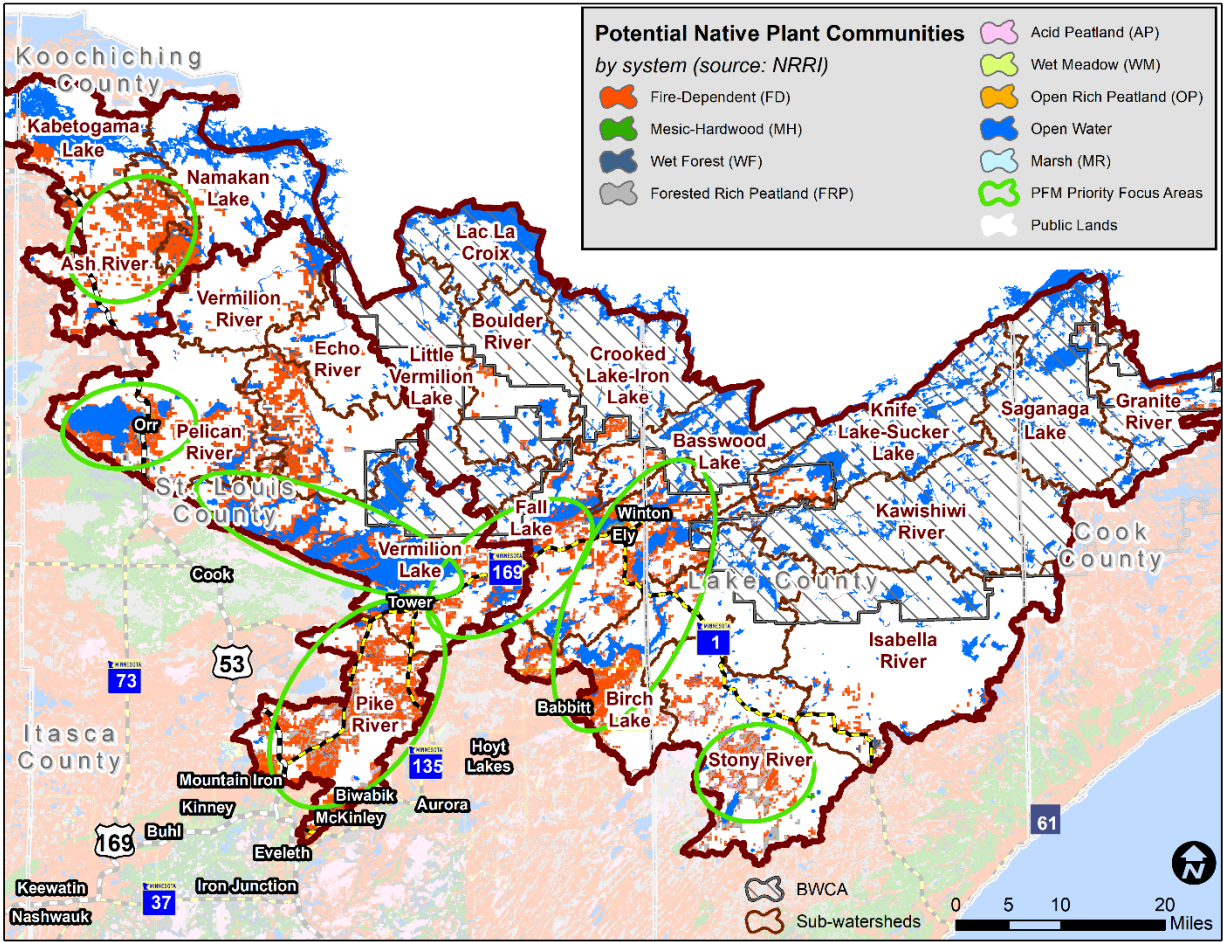 Koochiching
County
Potential Native Plant Communities
by system (source: NRRI)
Fire-Dependent (FD)
Mesic-Hardwood (MH)
Wet Forest (WF)
Forested Rich Peatland (FRP)
Acid Peatland (AP)
Wet Meadow (WM)
Open Rich Peatland (OP)
Open Water
Marsh (MR)
PFM Priority Focus Areas
Public Lands
Kabetogama
Lake
Namakan
Lake
Ash River
Vermilion
River
Echo
River
Lac La
Croix
Boulder
River
Little
Vermilion
Lake
Crooked
Lake-Iron
Lake
Basswood
Lake
Knife
Lake-Sucker
Lake
Saganaga
Lake
Granite
River
Orr
Pelican
River
St. Louis
County
Fall
Lake
Winton
Ely
Kawishiwi
River
Cook
County
Vermilion
Lake
MINNESOTA
169
Lake County
Cook
Tower
MINNESOTA
1
Isabella
River
53
MINNESOTA
73
Pike
River
Babbitt
Birch
Lake
Itasca
County
Stony River
Hoyt
Lakes
MINNESOTA
135
Mountain Iron
Biwabik
Aurora
Kinney
McKinley
Buhl
169
Eveleth
61
Keewatin
Iron Junction
MINNESOTA
37
Nashwauk
BWCA
Sub-watersheds
N
0 5 10 20
Miles